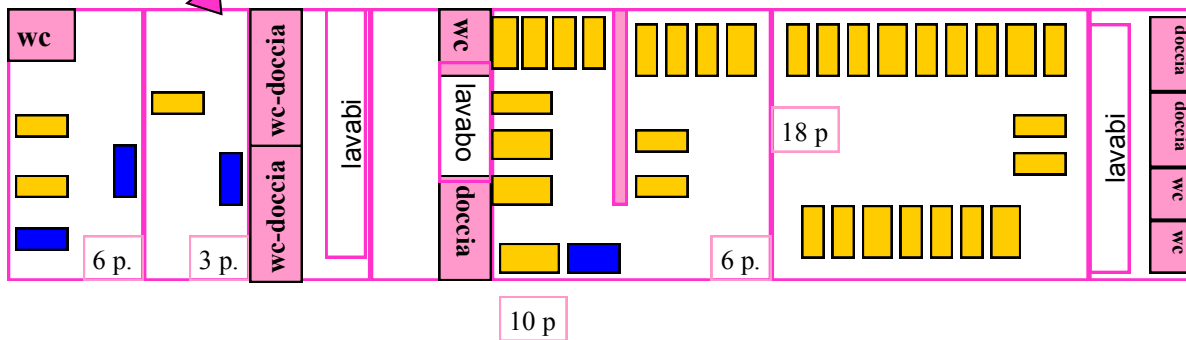 wc
6 p.
3 p.
wc-doccia
wc-doccia
lavabi
wc
lavabo
doccia
10 p
6 p.
18 p
lavabi
doccia
doccia
wc
wc